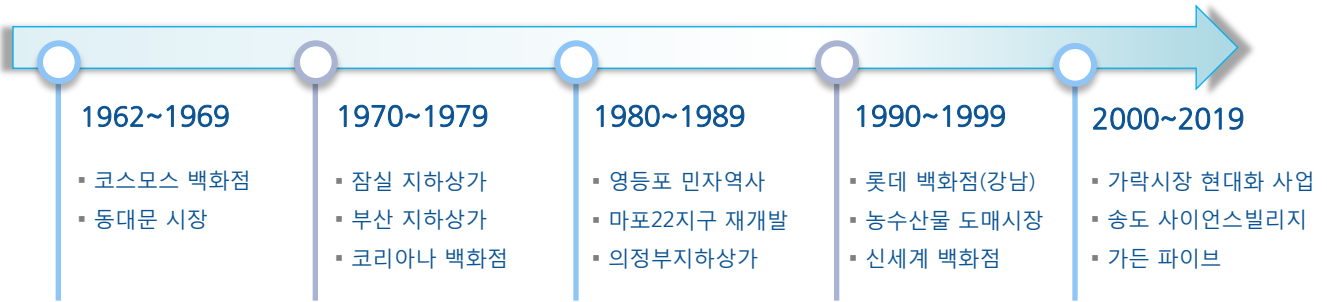 1962~1969
▪ 코스모스 백화점
▪ 동대문 시장
1970~1979
▪ 잠실 지하상가
▪ 부산 지하상가
▪ 코리아나 백화점
1980~1989
▪ 영등포 민자역사
▪ 마포22지구 재개발
▪ 의정부지하상가
1990~1999
▪ 롯데 백화점(강남)
▪ 농수산물 도매시장
▪ 신세계 백화점
2000~2019
▪ 가락시장 현대화 사업
▪ 송도 사이언스빌리지
▪ 가든 파이브